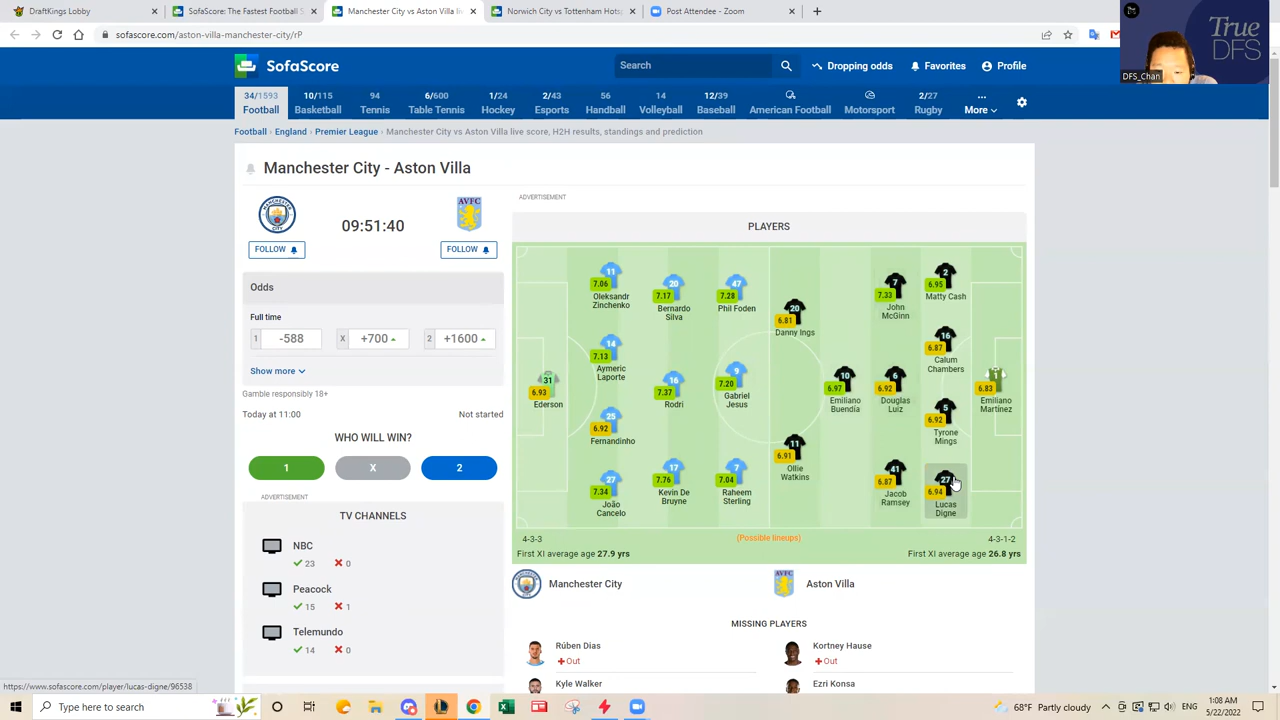 DraftKings Lobby
SofaScore: The Fastest Football S
Manchester City vs Aston Villa liv
Norwich City vs Tottenham Hots
Post Attendee - Zoom
sofascore.com/aston-villa-manchester-city/rP
True
DFS
DFS_Chan
SofaScore
Search
Dropping odds
Favorites
Profile
34/1593
Football
10/115
Basketball
94
Tennis
6/600
Table Tennis
1/24
Hockey
2/43
Esports
56
Handball
14
Volleyball
12/39
Baseball
American Football
Motorsport
2/27
Rugby
...
More
Football
England
Premier League
Manchester City vs Aston Villa live score, H2H results, standings and prediction
Manchester City - Aston Villa
09:51:40
AVFC
FOLLOW
FOLLOW
Odds
Full time
1 -588
X +700
2 +1600
Show more
Gamble responsibly 18+
Today at 11:00
Not started
WHO WILL WIN?
1
X
2
ADVERTISEMENT
TV CHANNELS
NBC
23 0
Peacock
15 1
Telemundo
14 0
ADVERTISEMENT
PLAYERS
31
6.93
Ederson
11
7.06
Oleksandr
Zinchenko
14
7.13
Aymeric
Laporte
25
6.92
Fernandinho
27
7.34
João
Cancelo
20
7.17
Bernardo
Silva
16
7.37
Rodri
17
7.76
Kevin De
Bruyne
47
7.28
Phil Foden
9
7.20
Gabriel
Jesus
7
7.04
Raheem
Sterling
20
6.81
Danny Ings
11
6.91
Ollie
Watkins
10
6.97
Emiliano
Buendía
7
7.33
John
McGinn
6
6.92
Douglas
Luiz
41
6.87
Jacob
Ramsey
2
6.95
Matty Cash
16
6.87
Calum
Chambers
5
6.92
Tyrone
Mings
27
6.94
Lucas
Digne
1
6.83
Emiliano
Martínez
4-3-3
(Possible lineups)
4-3-1-2
First XI average age 27.9 yrs
First XI average age 26.8 yrs
Manchester City
Aston Villa
MISSING PLAYERS
Rúben Dias
Out
Kortney Hause
Out
Kyle Walker
Ezri Konsa
https://www.sofascore.com/player/lucas-digne/96538
Type here to search
68°F Partly cloudy
ENG
1:08 AM
5/22/2022